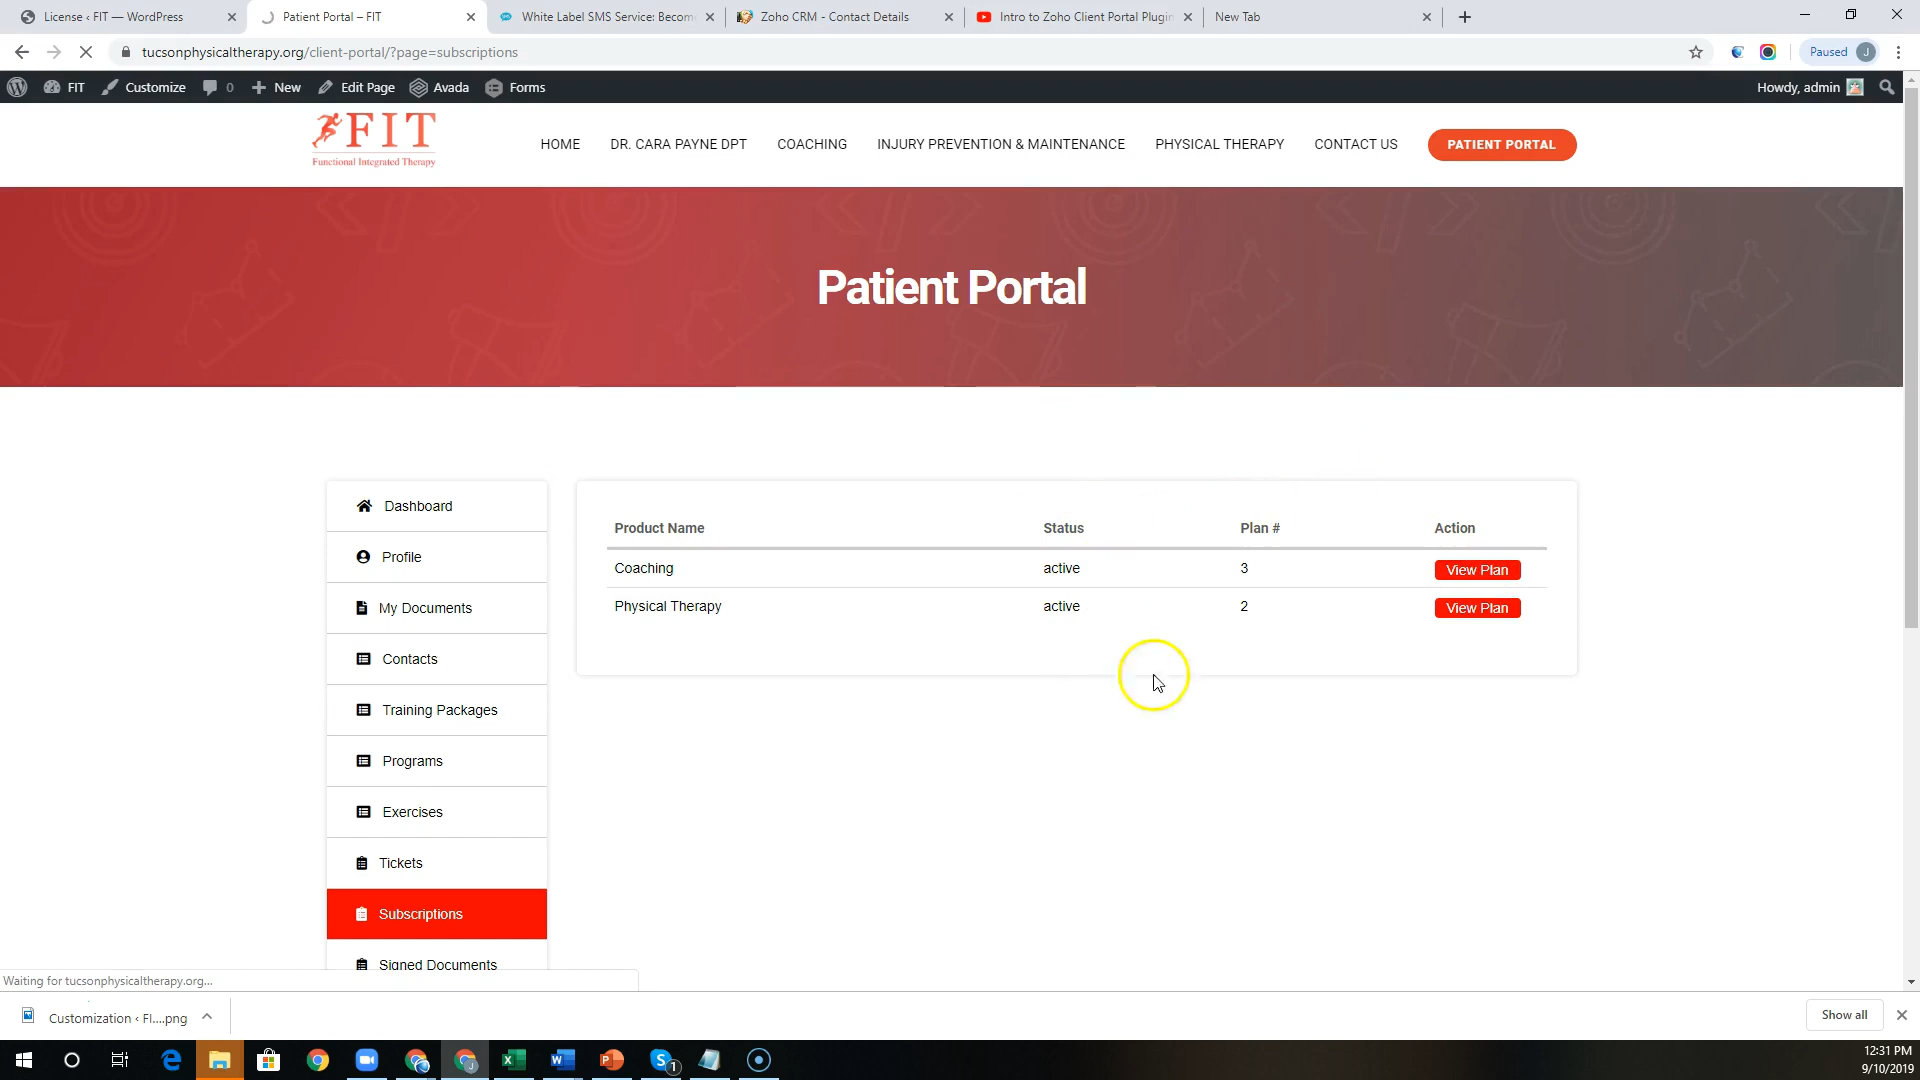 License ‹ FIT — WordPress
Patient Portal – FIT
White Label SMS Service: Becom
Zoho CRM - Contact Details
Intro to Zoho Client Portal Plugin
New Tab
tucsonphysicaltherapy.org/client-portal/?page=subscriptions
Paused
J
FIT
Customize
0
New
Edit Page
Avada
Forms
Howdy, admin
FIT
Functional Integrated Therapy
HOME
DR. CARA PAYNE DPT
COACHING
INJURY PREVENTION & MAINTENANCE
PHYSICAL THERAPY
CONTACT US
PATIENT PORTAL
Patient Portal
Dashboard
Profile
My Documents
Contacts
Training Packages
Programs
Exercises
Tickets
Subscriptions
Signed Documents
Product Name Status Plan # Action
Coaching active 3 View Plan
Physical Therapy active 2 View Plan
Waiting for tucsonphysicaltherapy.org...
Customization ‹ FI....png
Show all
12:31 PM
9/10/2019